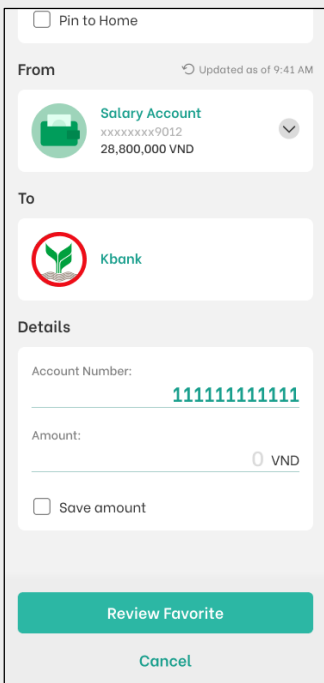 Pin to Home
From
Updated as of 9:41 AM
Salary Account
xxxxxxxx9012
28,800,000 VND
To
Kbank
Details
Account Number:
111111111111
Amount:
0 VND
Save amount
Review Favorite
Cancel